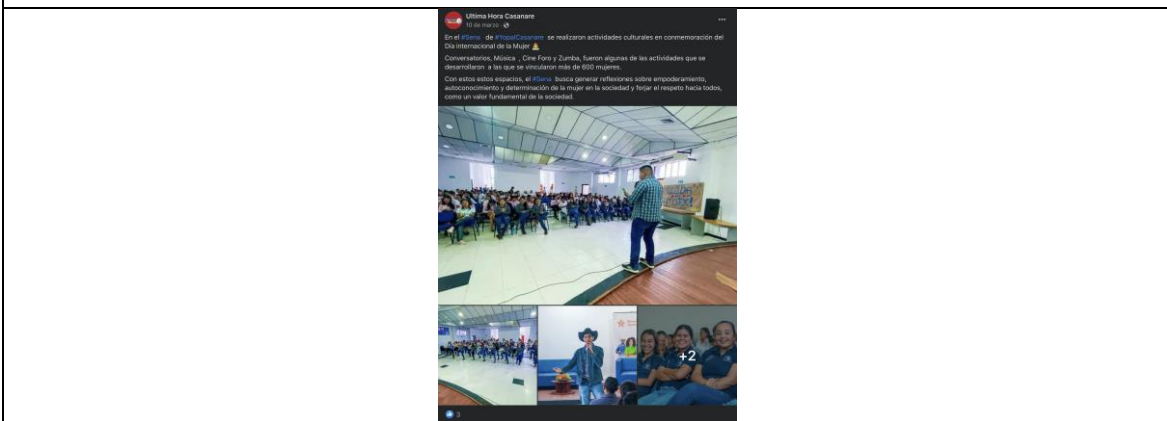 Ultima Hora Casanare
10 de marzo
En el #Sena de #YopalCasanare se realizaron actividades culturales en conmemoración del
Día internacional de la Mujer
Conversatorios, Música , Cine Foro y Zumba, fueron algunas de las actividades que se
desarrollaron a las que se vincularon más de 600 mujeres.
Con estos estos espacios, el #Sena busca generar reflexiones sobre empoderamiento,
autoconocimiento y determinación de la mujer en la sociedad y forjar el respeto hacia todos,
como un valor fundamental de la sociedad.
+2
3